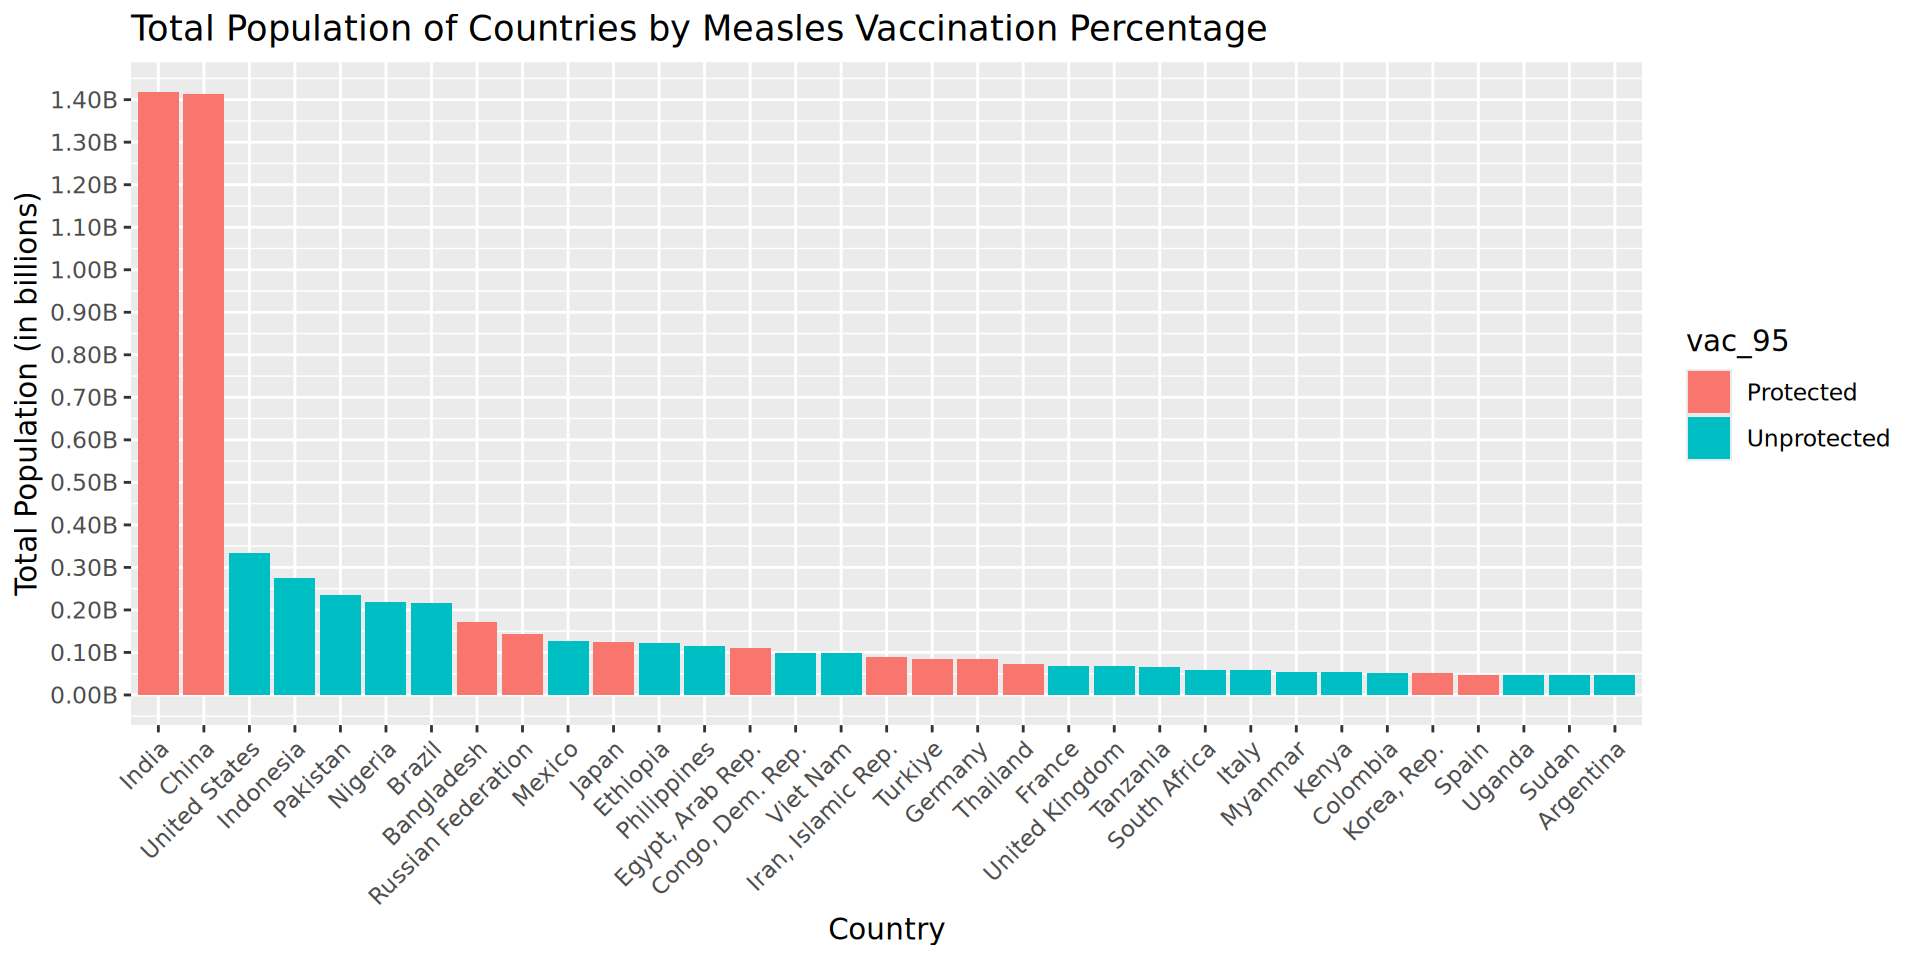 Total Population of Countries by Measles Vaccination Percentage
Total Population (in billions)
1.40B
1.30B
1.20B
1.10B
1.00B
0.90B
0.80B
0.70B
0.60B
0.50B
0.40B
0.30B
0.20B
0.10B
0.00B
India
China
United States
Indonesia
Pakistan
Nigeria
Brazil
Bangladesh
Russian Federation
Mexico
Japan
Ethiopia
Philippines
Egypt, Arab Rep.
Congo, Dem. Rep.
Viet Nam
Iran, Islamic Rep.
Turkiye
Germany
Thailand
France
United Kingdom
Tanzania
South Africa
Italy
Myanmar
Kenya
Colombia
Korea, Rep.
Spain
Uganda
Sudan
Argentina
Country
vac_95
Protected
Unprotected